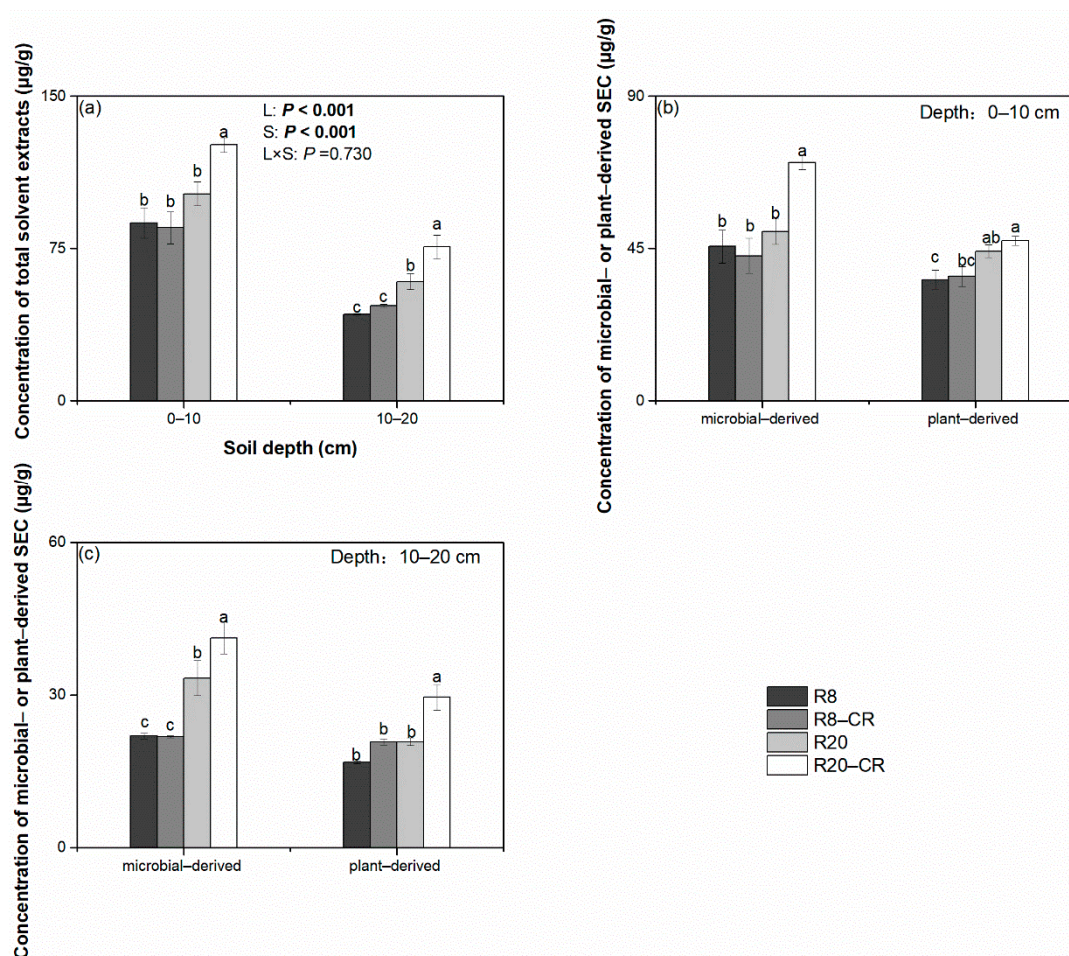 Concentration of total solvent extracts (µg/g)
150
75
0
(a)
L: P < 0.001
S: P < 0.001
L×S: P =0.730
b
b
b
a
c
c
b
a
0–10
10–20
Soil depth (cm)
Concentration of microbial– or plant–derived SEC (µg/g)
90
45
0
(b)
Depth：0–10 cm
b
b
b
a
c
bc
ab
a
microbial–derived
plant–derived
Concentration of microbial– or plant–derived SEC (µg/g)
60
30
0
(c)
Depth：10–20 cm
c
c
b
a
b
b
b
a
microbial–derived
plant–derived
R8
R8–CR
R20
R20–CR